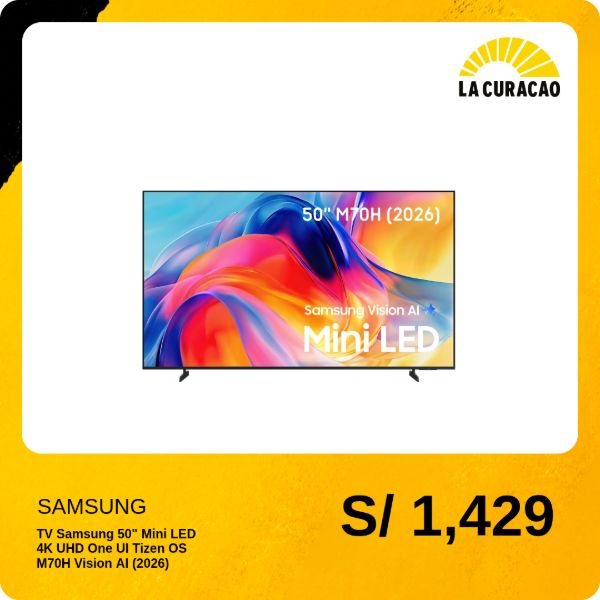 LA CURACAO
50" M70H (2026)
Samsung Vision AI
Mini LED
SAMSUNG
TV Samsung 50" Mini LED
4K UHD One UI Tizen OS
M70H Vision AI (2026)
S/ 1,429